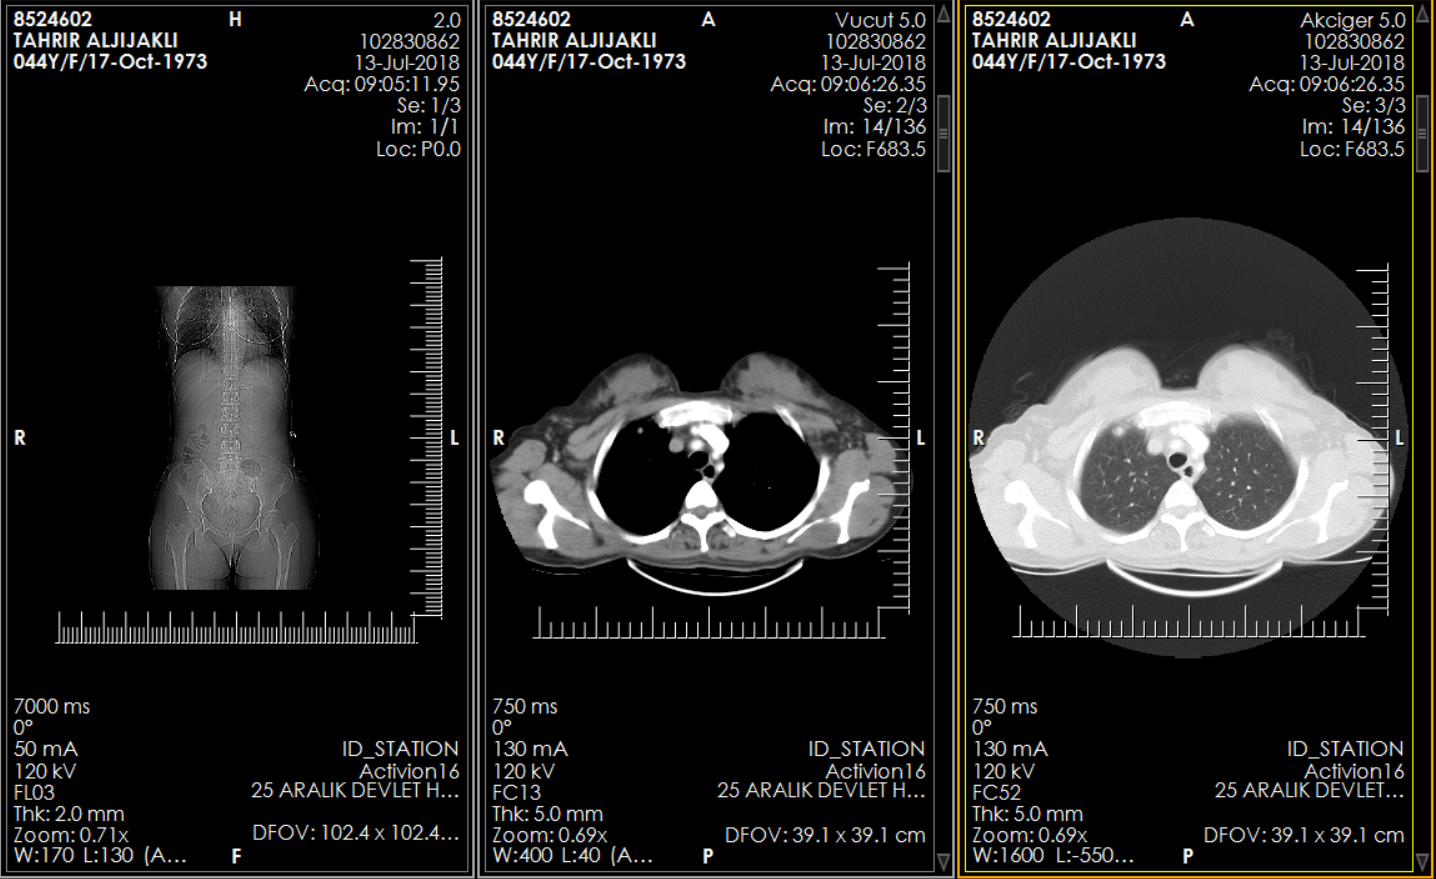 8524602
TAHRIR ALJIJAKLI
044Y/F/17-Oct-1973
H
2.0
102830862
13-Jul-2018
Acq: 09:05:11.95
Se: 1/3
Im: 1/1
Loc: P0.0
R
L
7000 ms
0°
50 mA
120 kV
FL03
Thk: 2.0 mm
Zoom: 0.71x
W:170 L:130 (A...
F
ID_STATION
Activion16
25 ARALIK DEVLET H...
DFOV: 102.4 x 102.4...
8524602
TAHRIR ALJIJAKLI
044Y/F/17-Oct-1973
A
Vucut 5.0
102830862
13-Jul-2018
Acq: 09:06:26.35
Se: 2/3
Im: 14/136
Loc: F683.5
R
L
750 ms
0°
130 mA
120 kV
FC13
Thk: 5.0 mm
Zoom: 0.69x
W:400 L:40 (A...
P
ID_STATION
Activion16
25 ARALIK DEVLET H...
DFOV: 39.1 x 39.1 cm
8524602
TAHRIR ALJIJAKLI
044Y/F/17-Oct-1973
A
Akciger 5.0
102830862
13-Jul-2018
Acq: 09:06:26.35
Se: 3/3
Im: 14/136
Loc: F683.5
R
L
750 ms
0°
130 mA
120 kV
FC52
Thk: 5.0 mm
Zoom: 0.69x
W:1600 L:-550...
P
ID_STATION
Activion16
25 ARALIK DEVLET...
DFOV: 39.1 x 39.1 cm